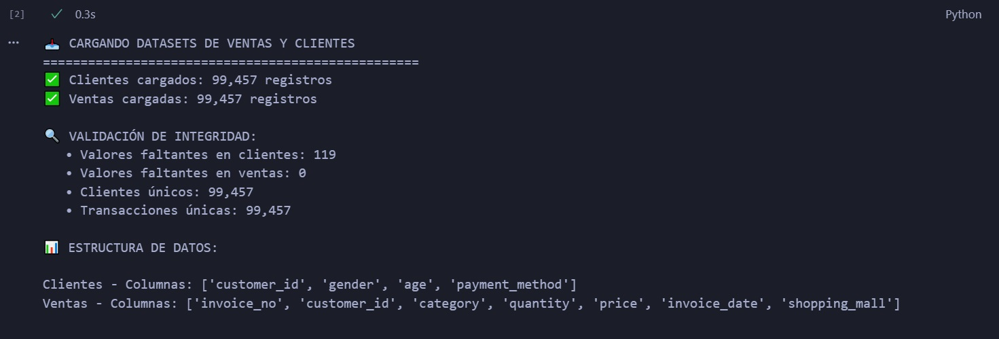 [2] ✓ 0.3s Python
... 📥 CARGANDO DATASETS DE VENTAS Y CLIENTES
==================================================
✅ Clientes cargados: 99,457 registros
✅ Ventas cargadas: 99,457 registros
🔍 VALIDACIÓN DE INTEGRIDAD:
• Valores faltantes en clientes: 119
• Valores faltantes en ventas: 0
• Clientes únicos: 99,457
• Transacciones únicas: 99,457
📊 ESTRUCTURA DE DATOS:
Clientes - Columnas: ['customer_id', 'gender', 'age', 'payment_method']
Ventas - Columnas: ['invoice_no', 'customer_id', 'category', 'quantity', 'price', 'invoice_date', 'shopping_mall']